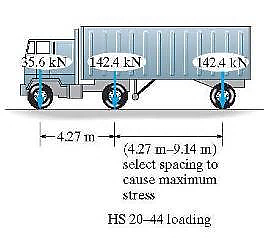 35.6 kN 142.4 kN 142.4 kN
4.27 m
(4.27 m–9.14 m)
select spacing to
cause maximum
stress
HS 20–44 loading